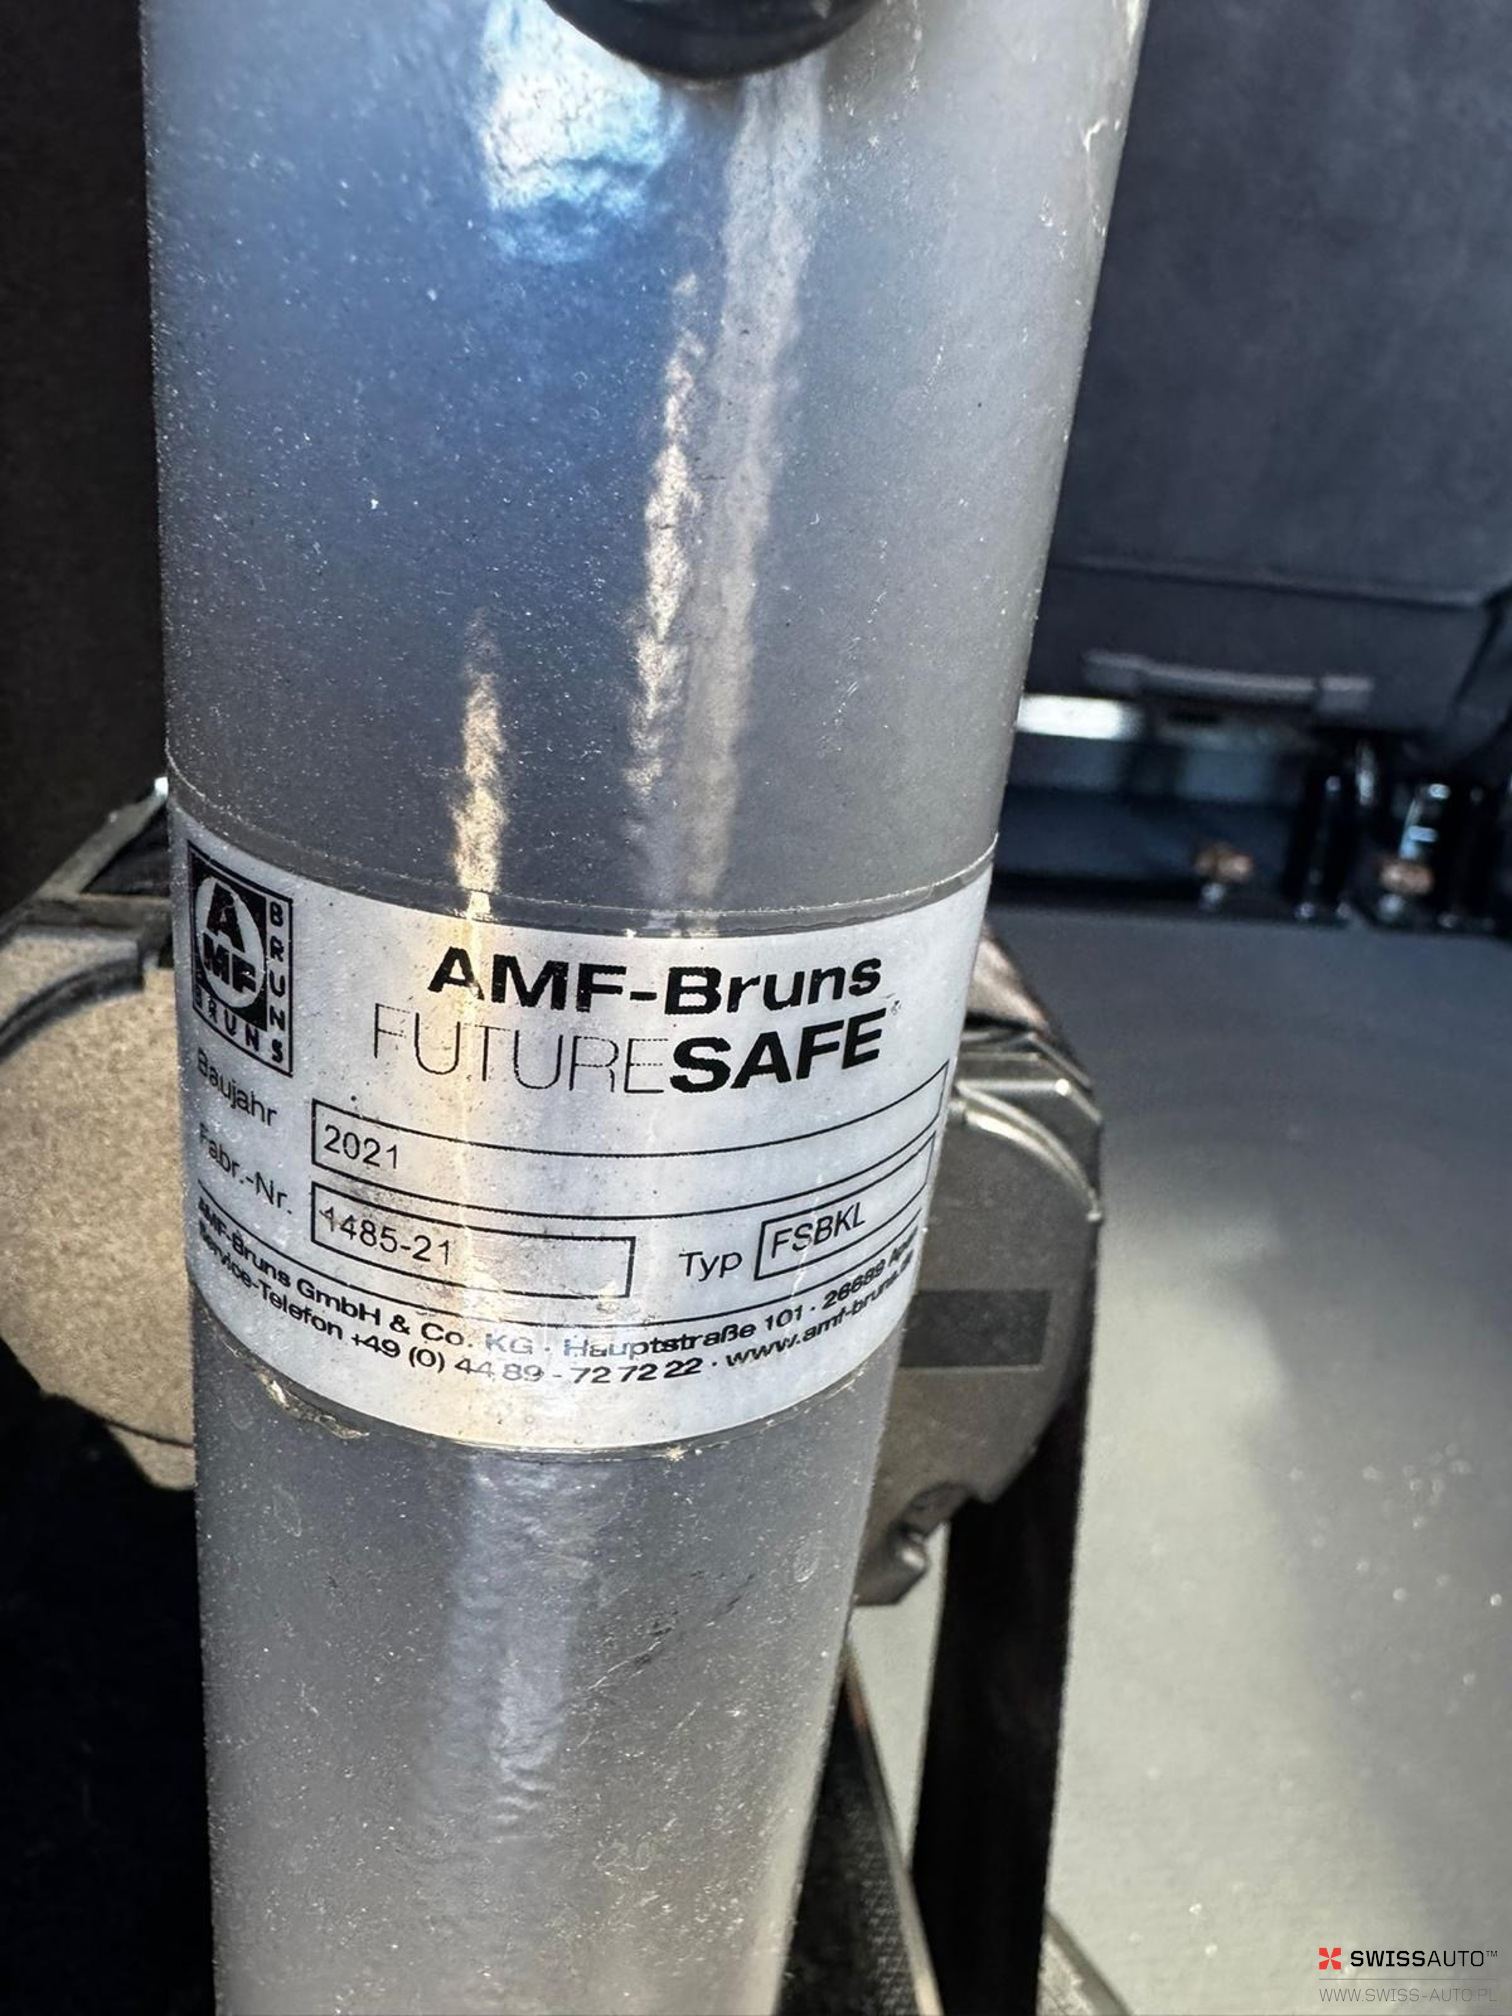 AMF
BRUNS
BRUNS
AMF-Bruns
FUTURESAFE®
Baujahr 2021
Fabr.-Nr. 1485-21 Typ FSBKL
AMF-Bruns GmbH & Co. KG · Hauptstraße 101 · 26689
Service-Telefon +49 (0) 44 89 - 72 72 22 · www.amf-bruns.
SWISSAUTO™
WWW.SWISS-AUTO.PL